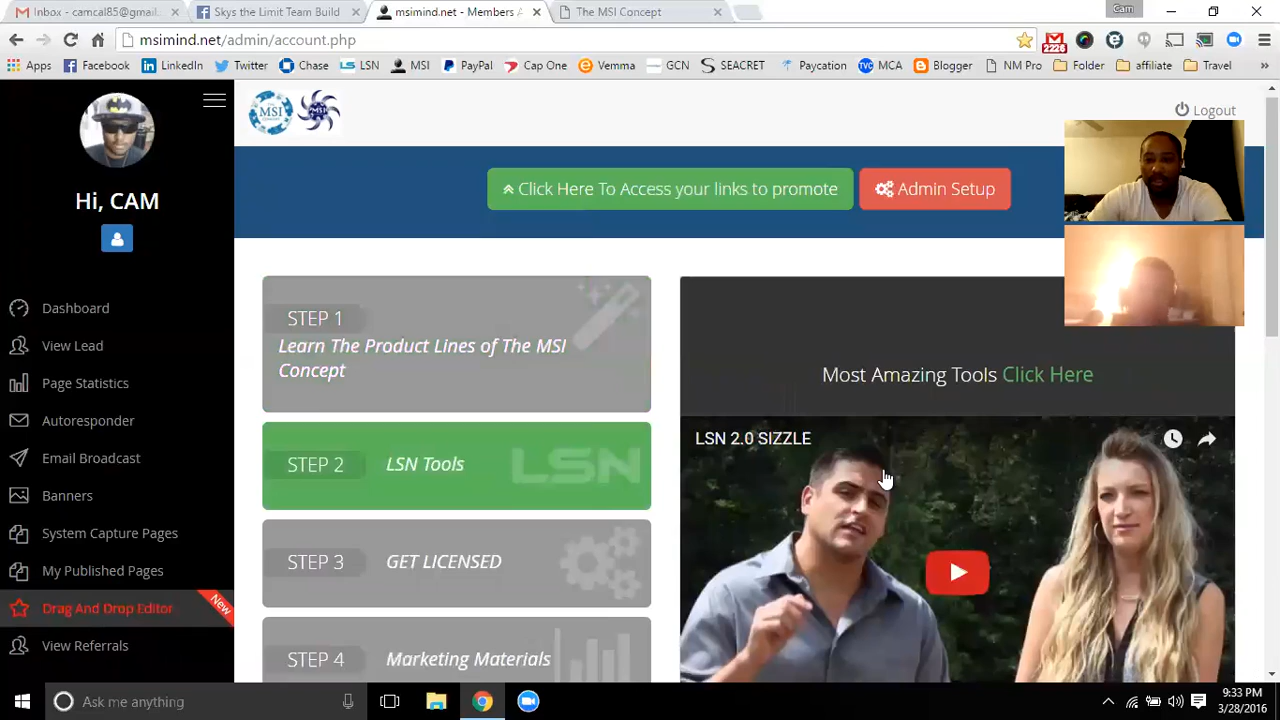 Inbox - camcal85@gmail.
Skys the Limit Team Build
msimind.net - Members A
The MSI Concept
Cam
msimind.net/admin/account.php
2226
Apps Facebook LinkedIn Twitter Chase LSN MSI PayPal Cap One Vemma GCN SEACRET Paycation MCA Blogger NM Pro Folder affiliate Travel
Logout
THE MSI CONCEPT
MSI
Click Here To Access your links to promote
Admin Setup
Hi, CAM
Dashboard
View Lead
Page Statistics
Autoresponder
Email Broadcast
Banners
System Capture Pages
My Published Pages
Drag And Drop Editor
New
View Referrals
STEP 1
Learn The Product Lines of The MSI
Concept
STEP 2 LSN Tools LSN
STEP 3 GET LICENSED
STEP 4 Marketing Materials
Most Amazing Tools Click Here
LSN 2.0 SIZZLE
Ask me anything
9:33 PM
3/28/2016